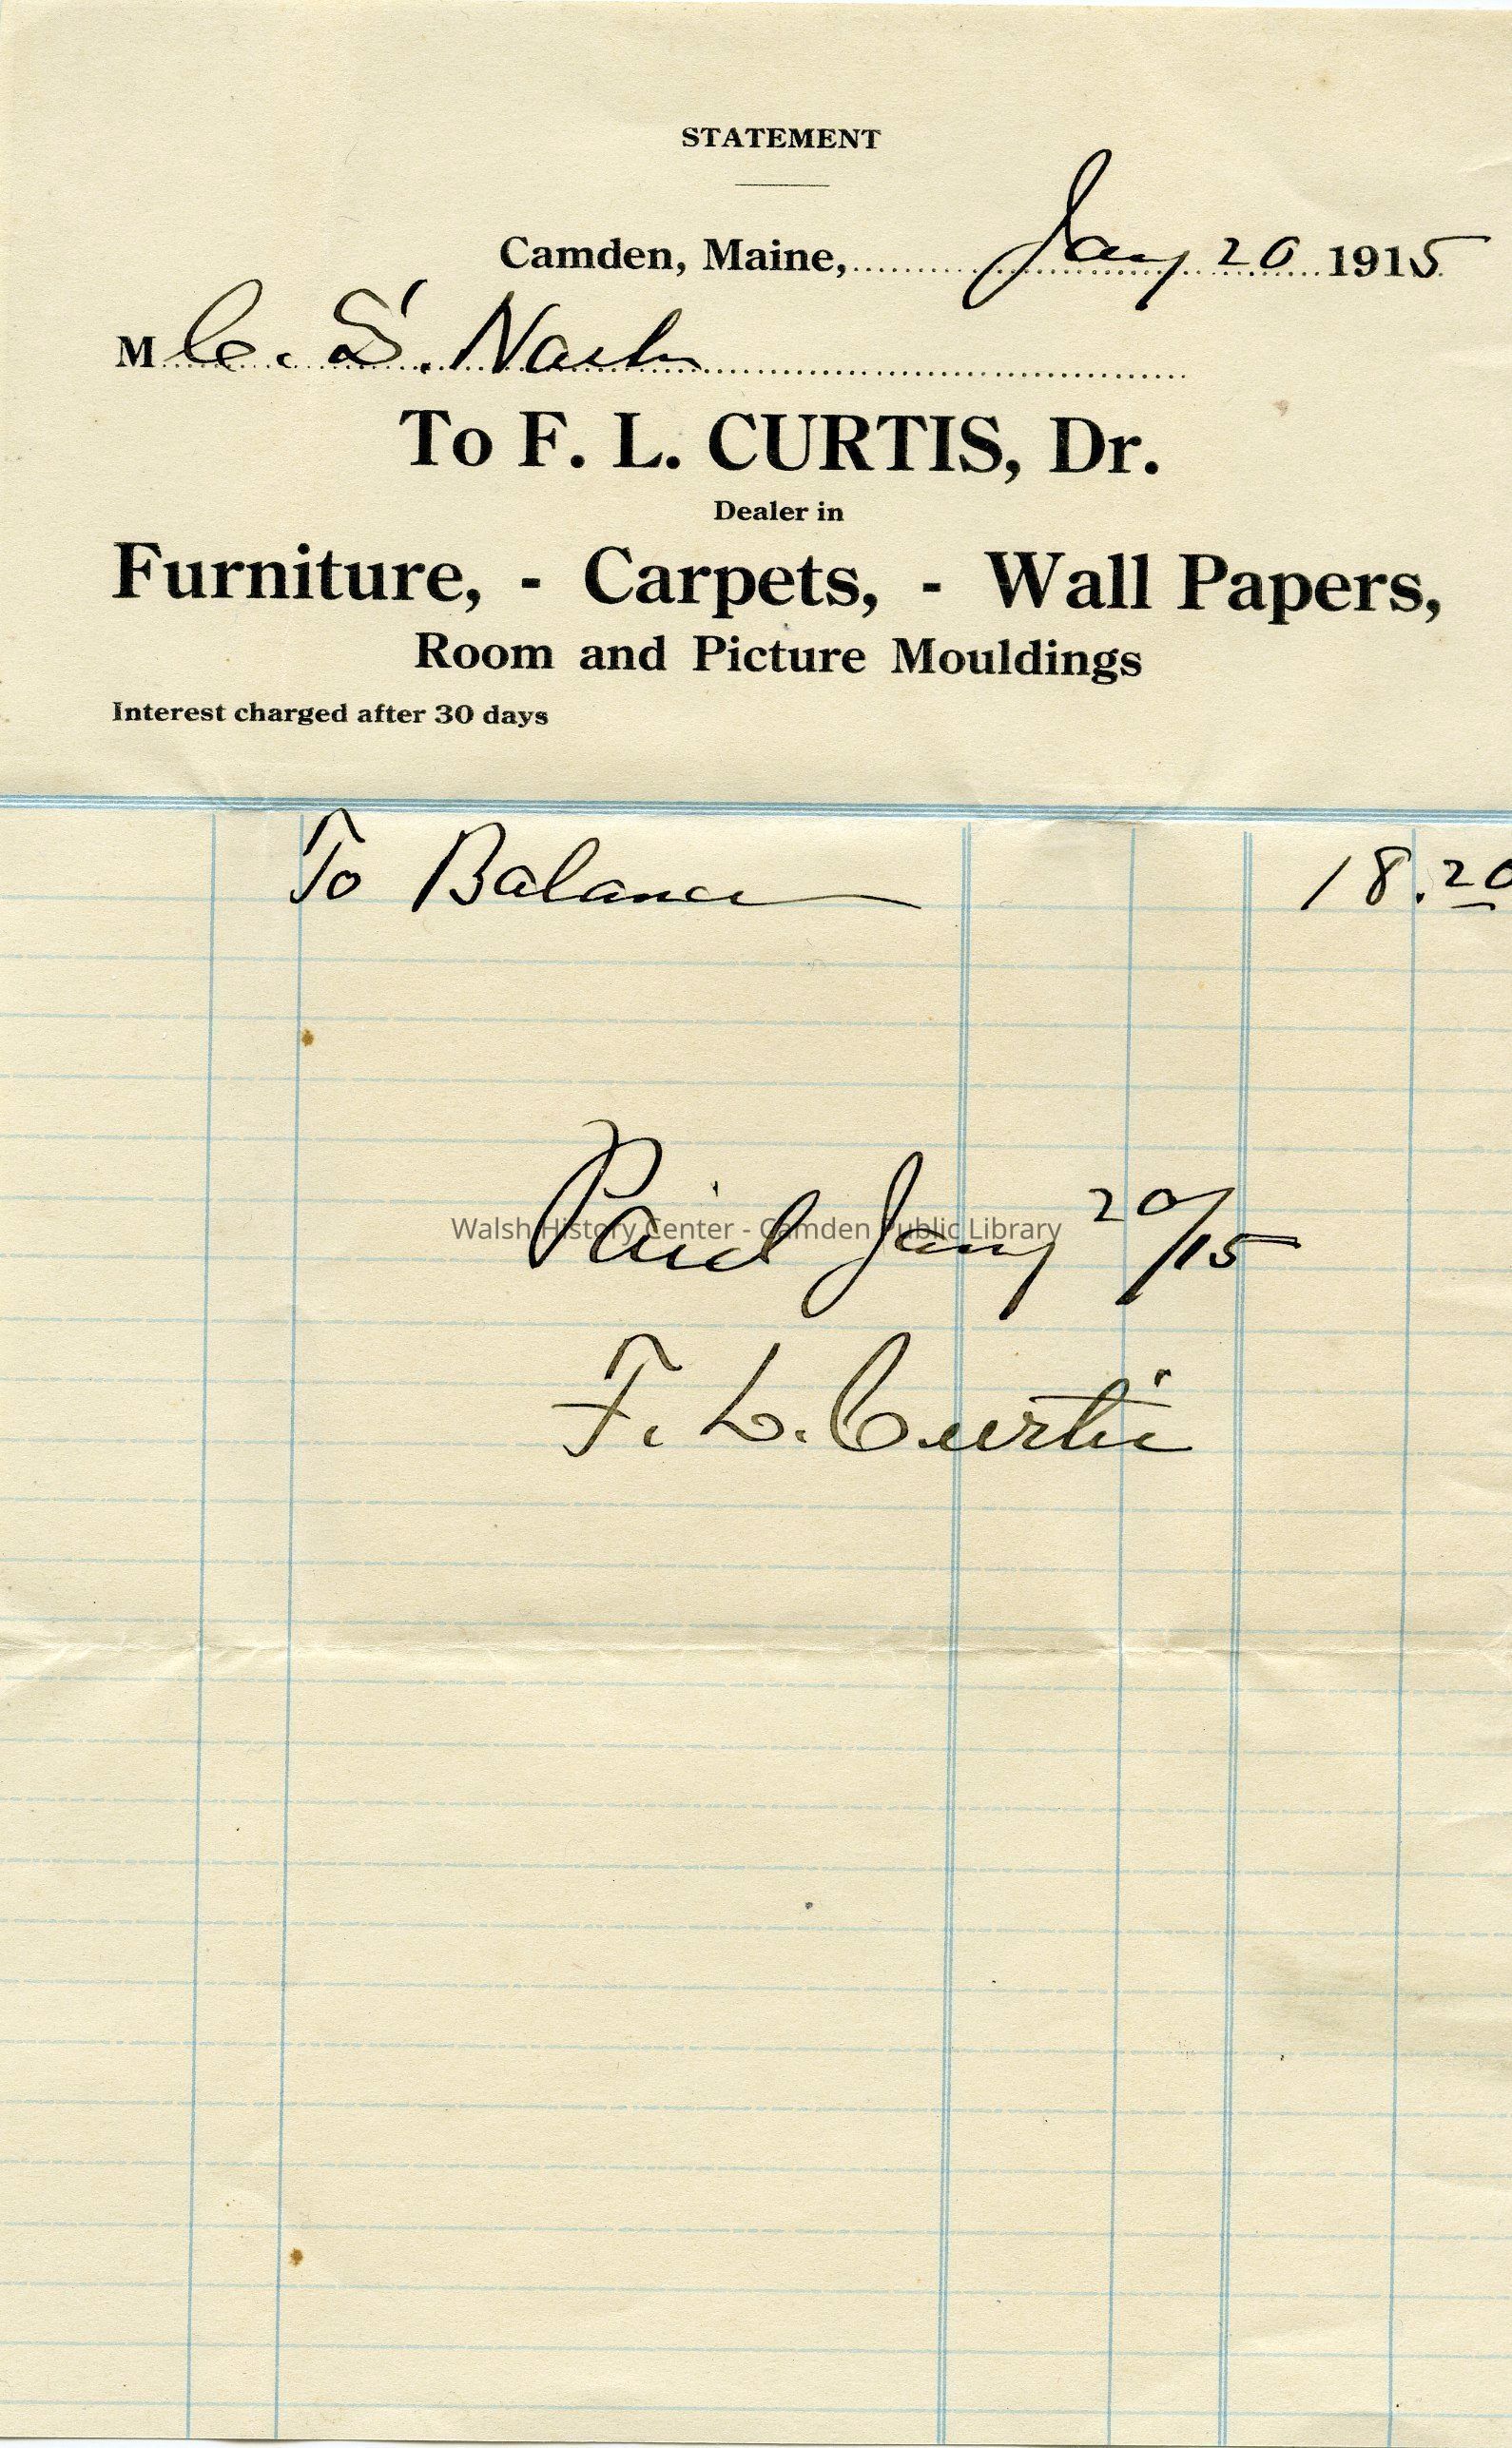 STATEMENT
Camden, Maine, Jany 20 1915
M C. S. Nash
To F. L. CURTIS, Dr.
Dealer in
Furniture, - Carpets, - Wall Papers,
Room and Picture Mouldings
Interest charged after 30 days
To Balance 18.20
Paid Jany 20/15
Walsh History Center - Camden Public Library
F. L. Curtis